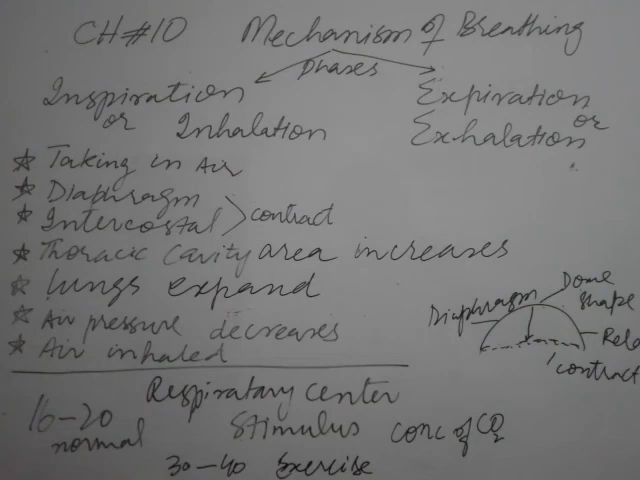 CH#10 Mechanism of Breathing
Phases
Inspiration
or Inhalation
Expiration
or
Exhalation
☆ Taking in Air
☆ Diaphragm
☆ Intercostal > contract
☆ Thoracic cavity area increases
☆ Lungs expand
☆ Air pressure decreases
☆ Air inhaled
Diaphragm
Dome
shape
Rela
contract
Respiratary center
16-20
normal
Stimulus conc of CO2
30-40 Exercise